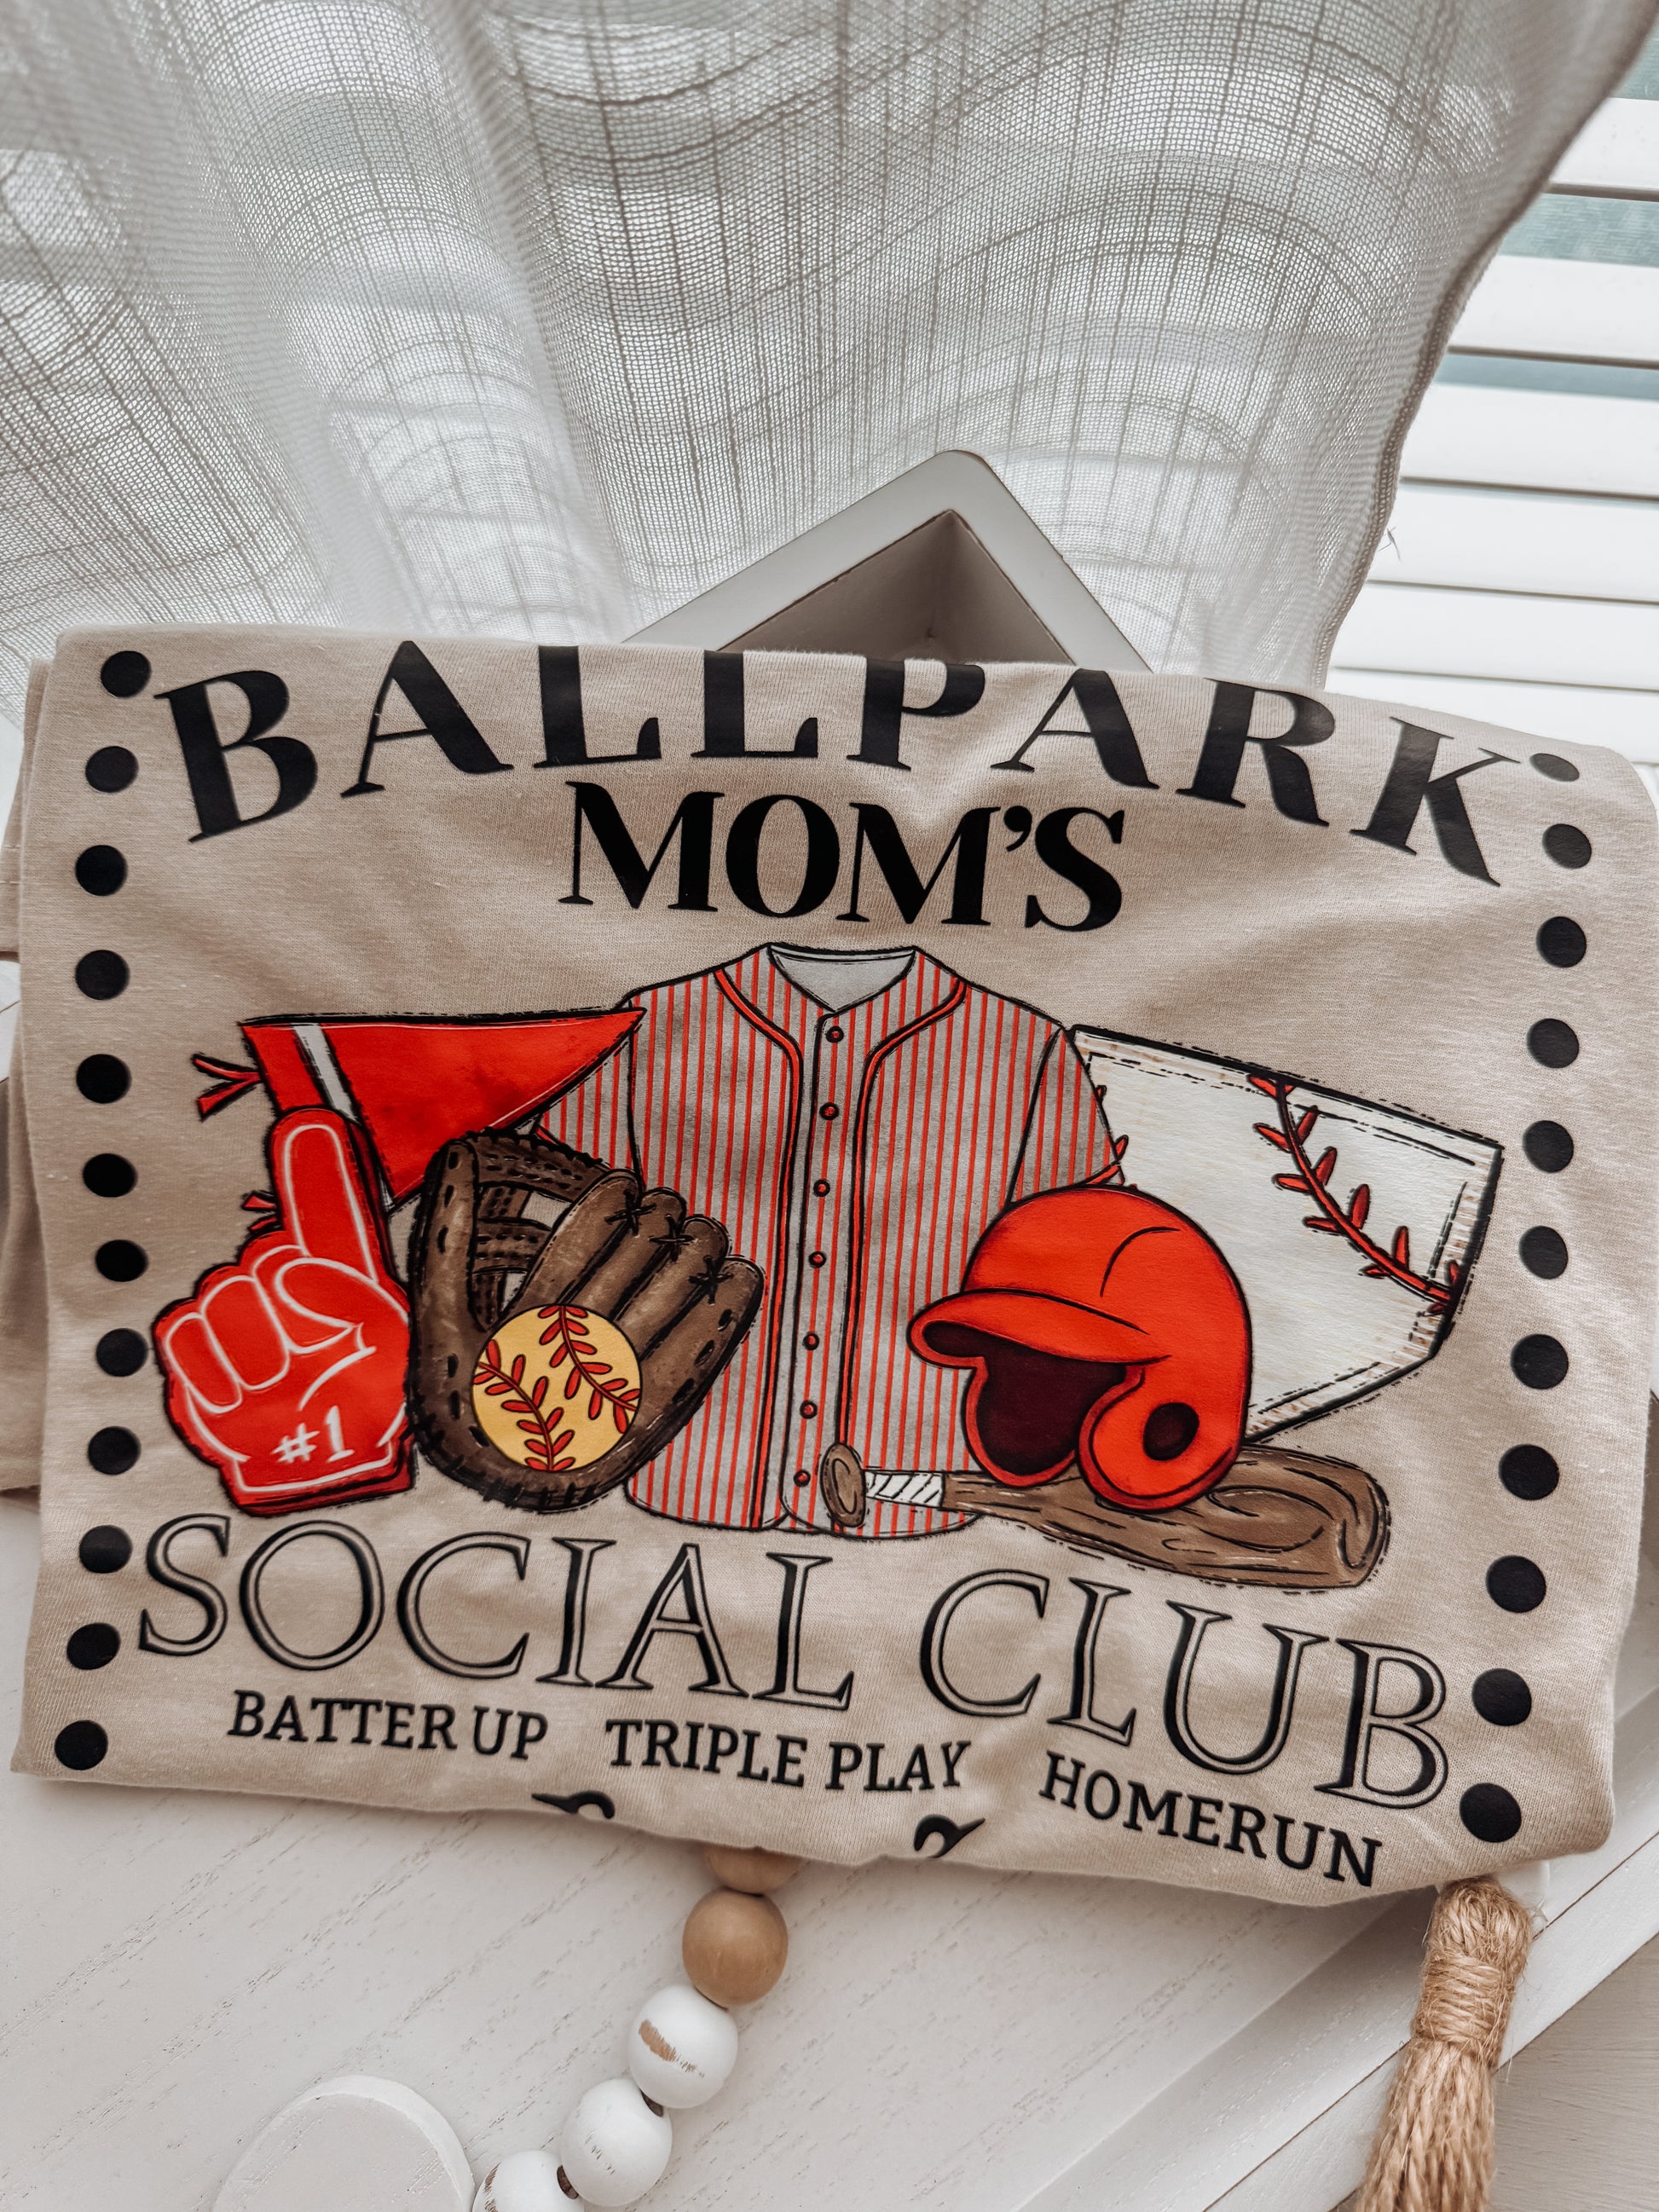 BALLPARK
MOM'S
#1
SOCIAL CLUB
BATTER UP TRIPLE PLAY HOMERUN